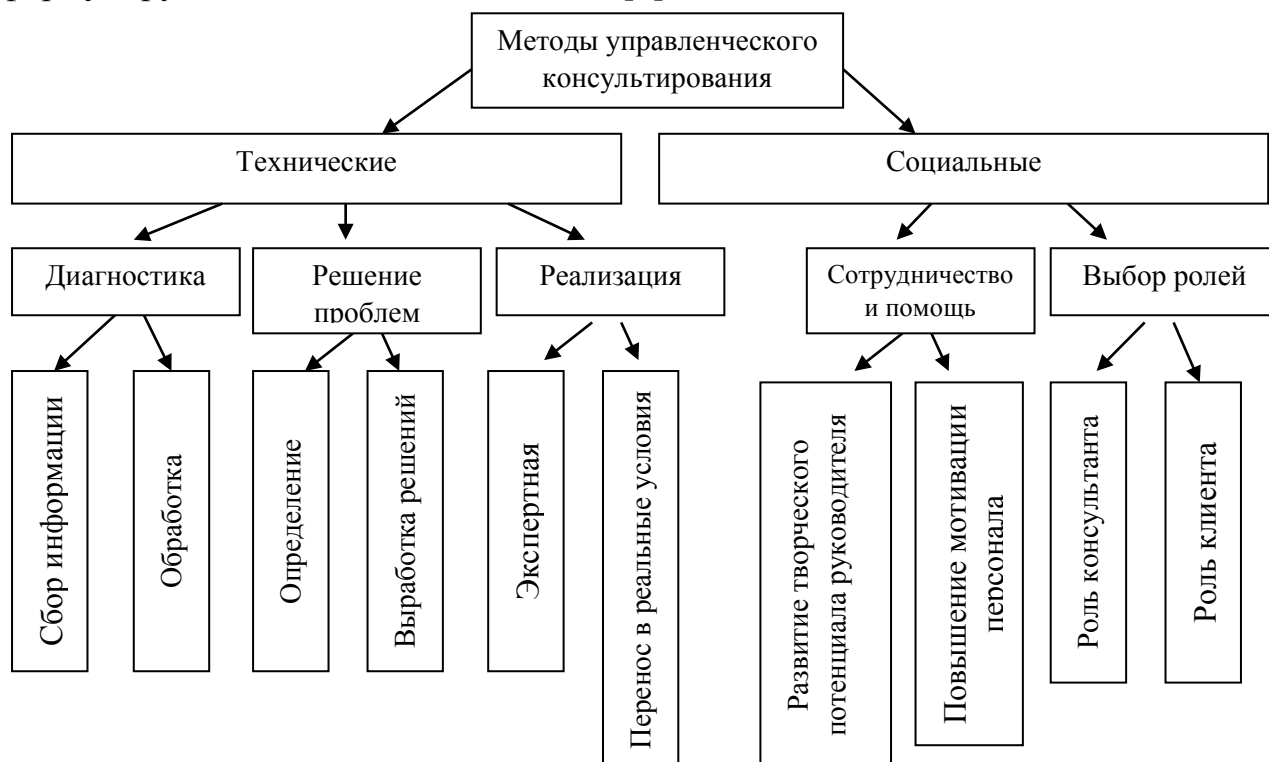 Методы управленческого
консультирования
Технические
Социальные
Диагностика
Решение
проблем
Реализация
Сотрудничество
и помощь
Выбор ролей
Сбор информации
Обработка
Определение
Выработка решений
Экспертная
Перенос в реальные условия
Развитие творческого
потенциала руководителя
Повышение мотивации
персонала
Роль консультанта
Роль клиента